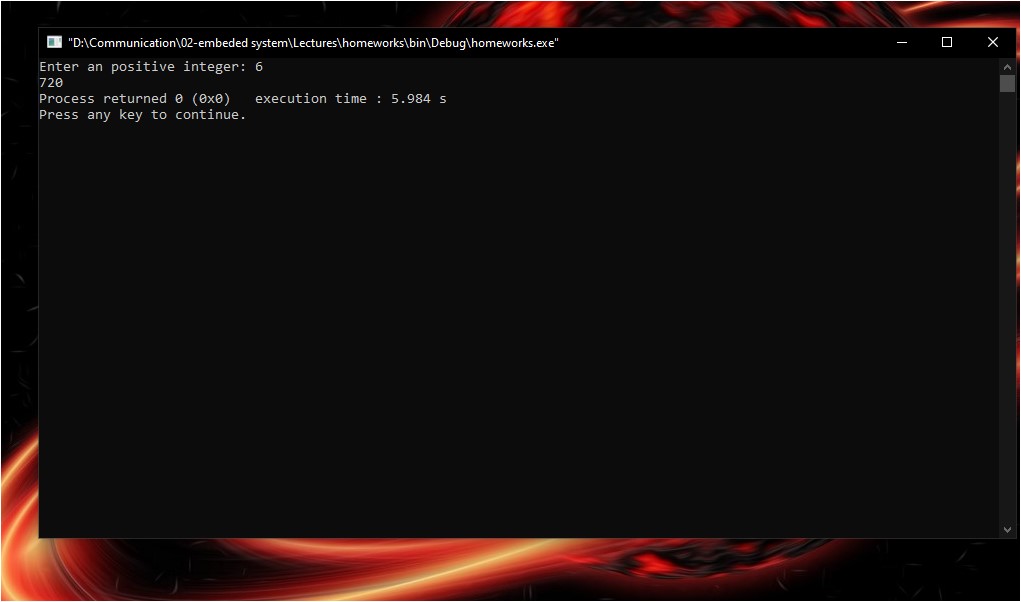 "D:\Communication\02-embeded system\Lectures\homeworks\bin\Debug\homeworks.exe"
Enter an positive integer: 6
720
Process returned 0 (0x0)   execution time : 5.984 s
Press any key to continue.